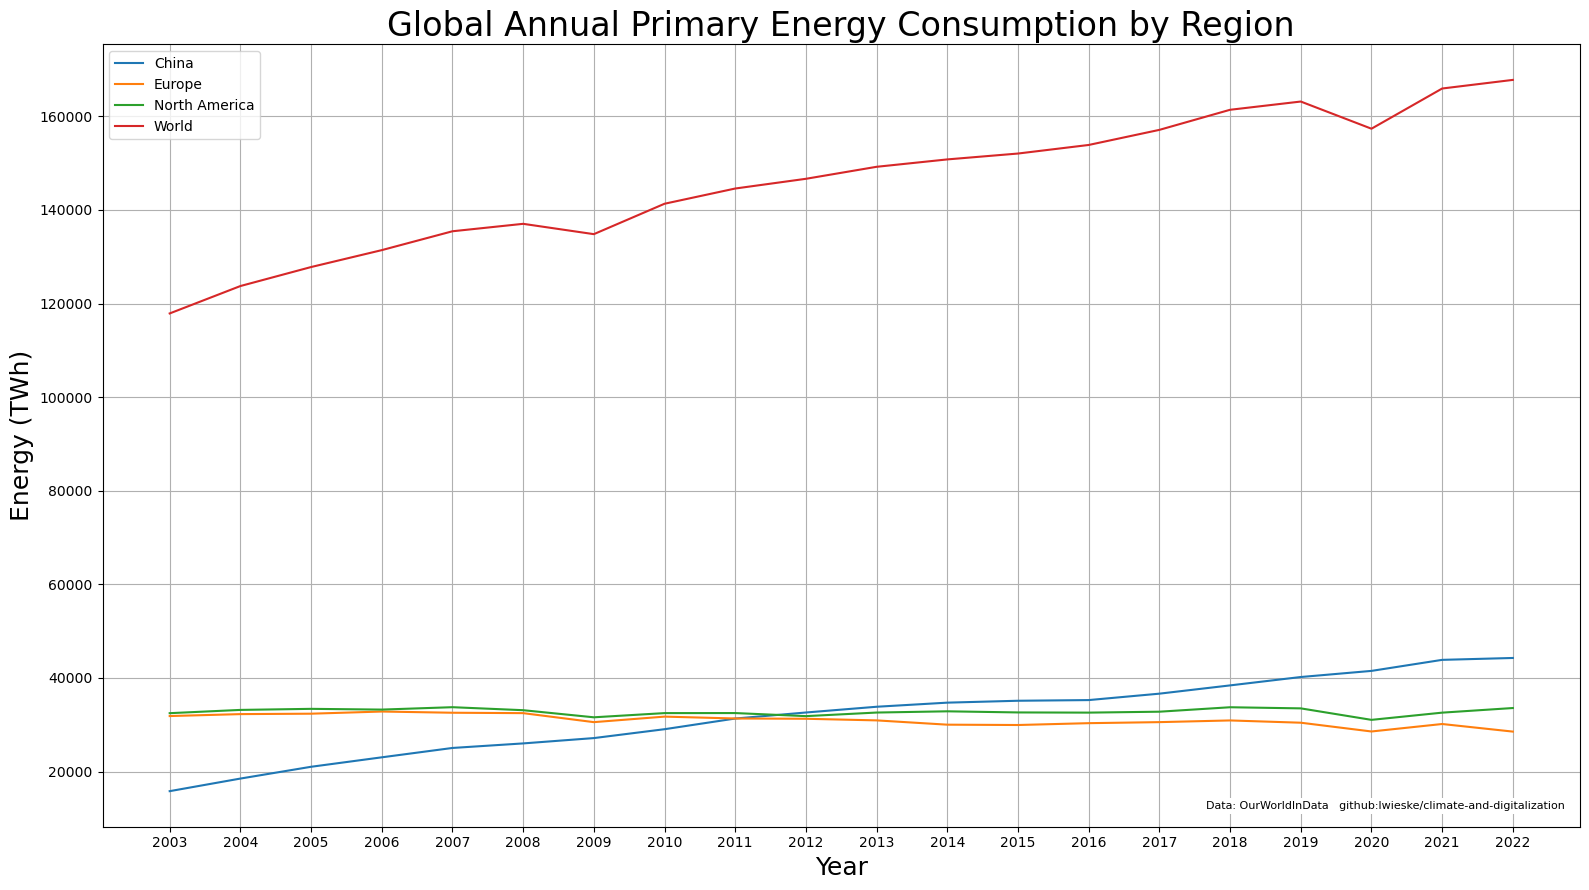 Global Annual Primary Energy Consumption by Region
China
Europe
North America
World
Energy (TWh)
160000
140000
120000
100000
80000
60000
40000
20000
Data: OurWorldInData   github:lwieske/climate-and-digitalization
2003 2004 2005 2006 2007 2008 2009 2010 2011 2012 2013 2014 2015 2016 2017 2018 2019 2020 2021 2022
Year